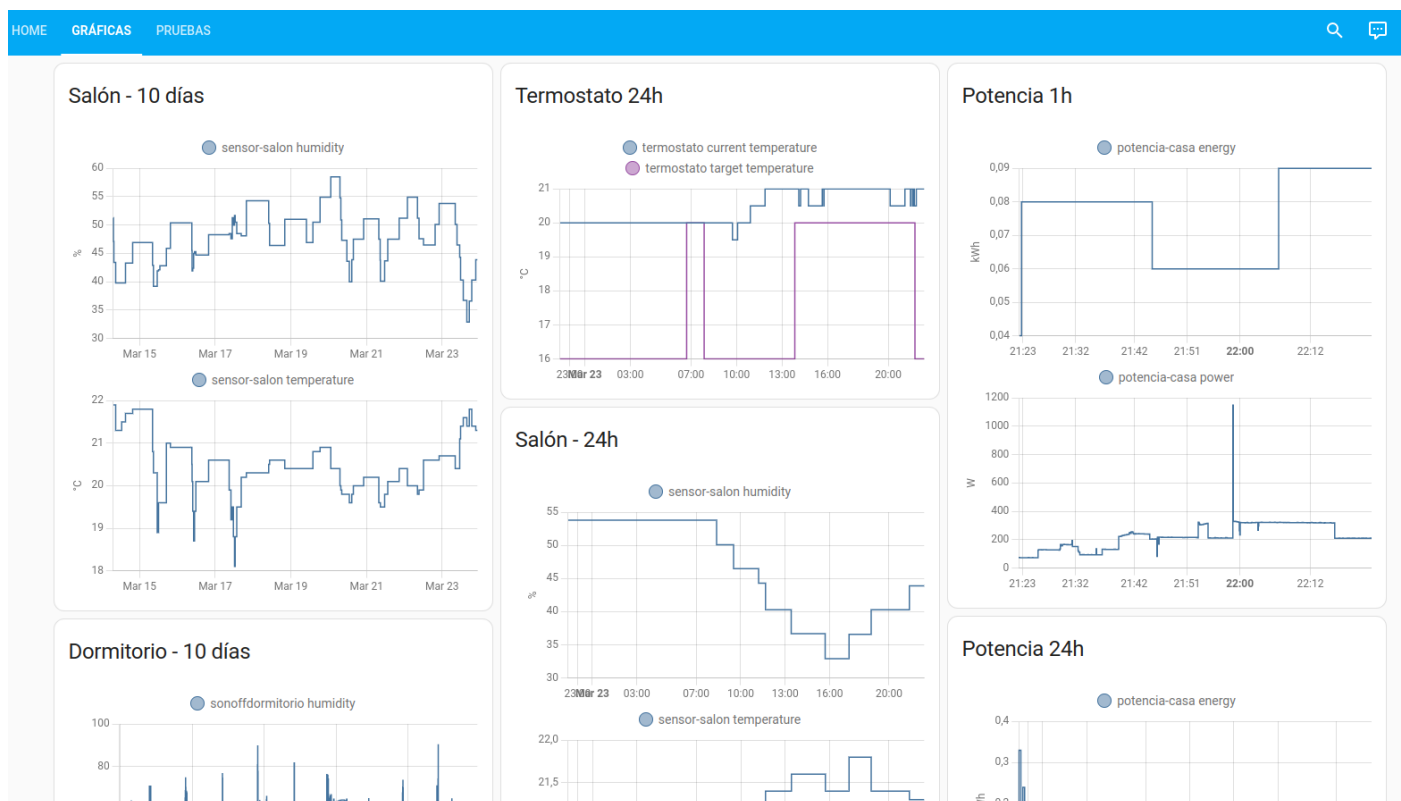 HOME GRÁFICAS PRUEBAS
Salón - 10 días
sensor-salon humidity
60
55
50
45
40
35
30
%
Mar 15 Mar 17 Mar 19 Mar 21 Mar 23
sensor-salon temperature
22
21
20
19
18
°C
Mar 15 Mar 17 Mar 19 Mar 21 Mar 23
Dormitorio - 10 días
sonoffdormitorio humidity
100
80
Termostato 24h
termostato current temperature
termostato target temperature
21
20
19
18
17
16
°C
Mar 23 03:00 07:00 10:00 13:00 16:00 20:00
Salón - 24h
sensor-salon humidity
55
50
45
40
35
30
%
Mar 23 03:00 07:00 10:00 13:00 16:00 20:00
sensor-salon temperature
22,0
21,5
Potencia 1h
potencia-casa energy
0,09
0,08
0,07
0,06
0,05
0,04
kWh
21:23 21:32 21:42 21:51 22:00 22:12
potencia-casa power
1200
1000
800
600
400
200
0
W
21:23 21:32 21:42 21:51 22:00 22:12
Potencia 24h
potencia-casa energy
0,4
0,3